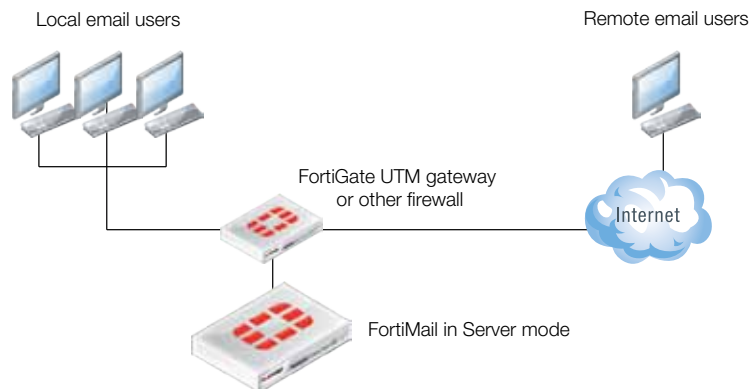 Local email users
Remote email users
FortiGate UTM gateway
or other firewall
Internet
FortiMail in Server mode